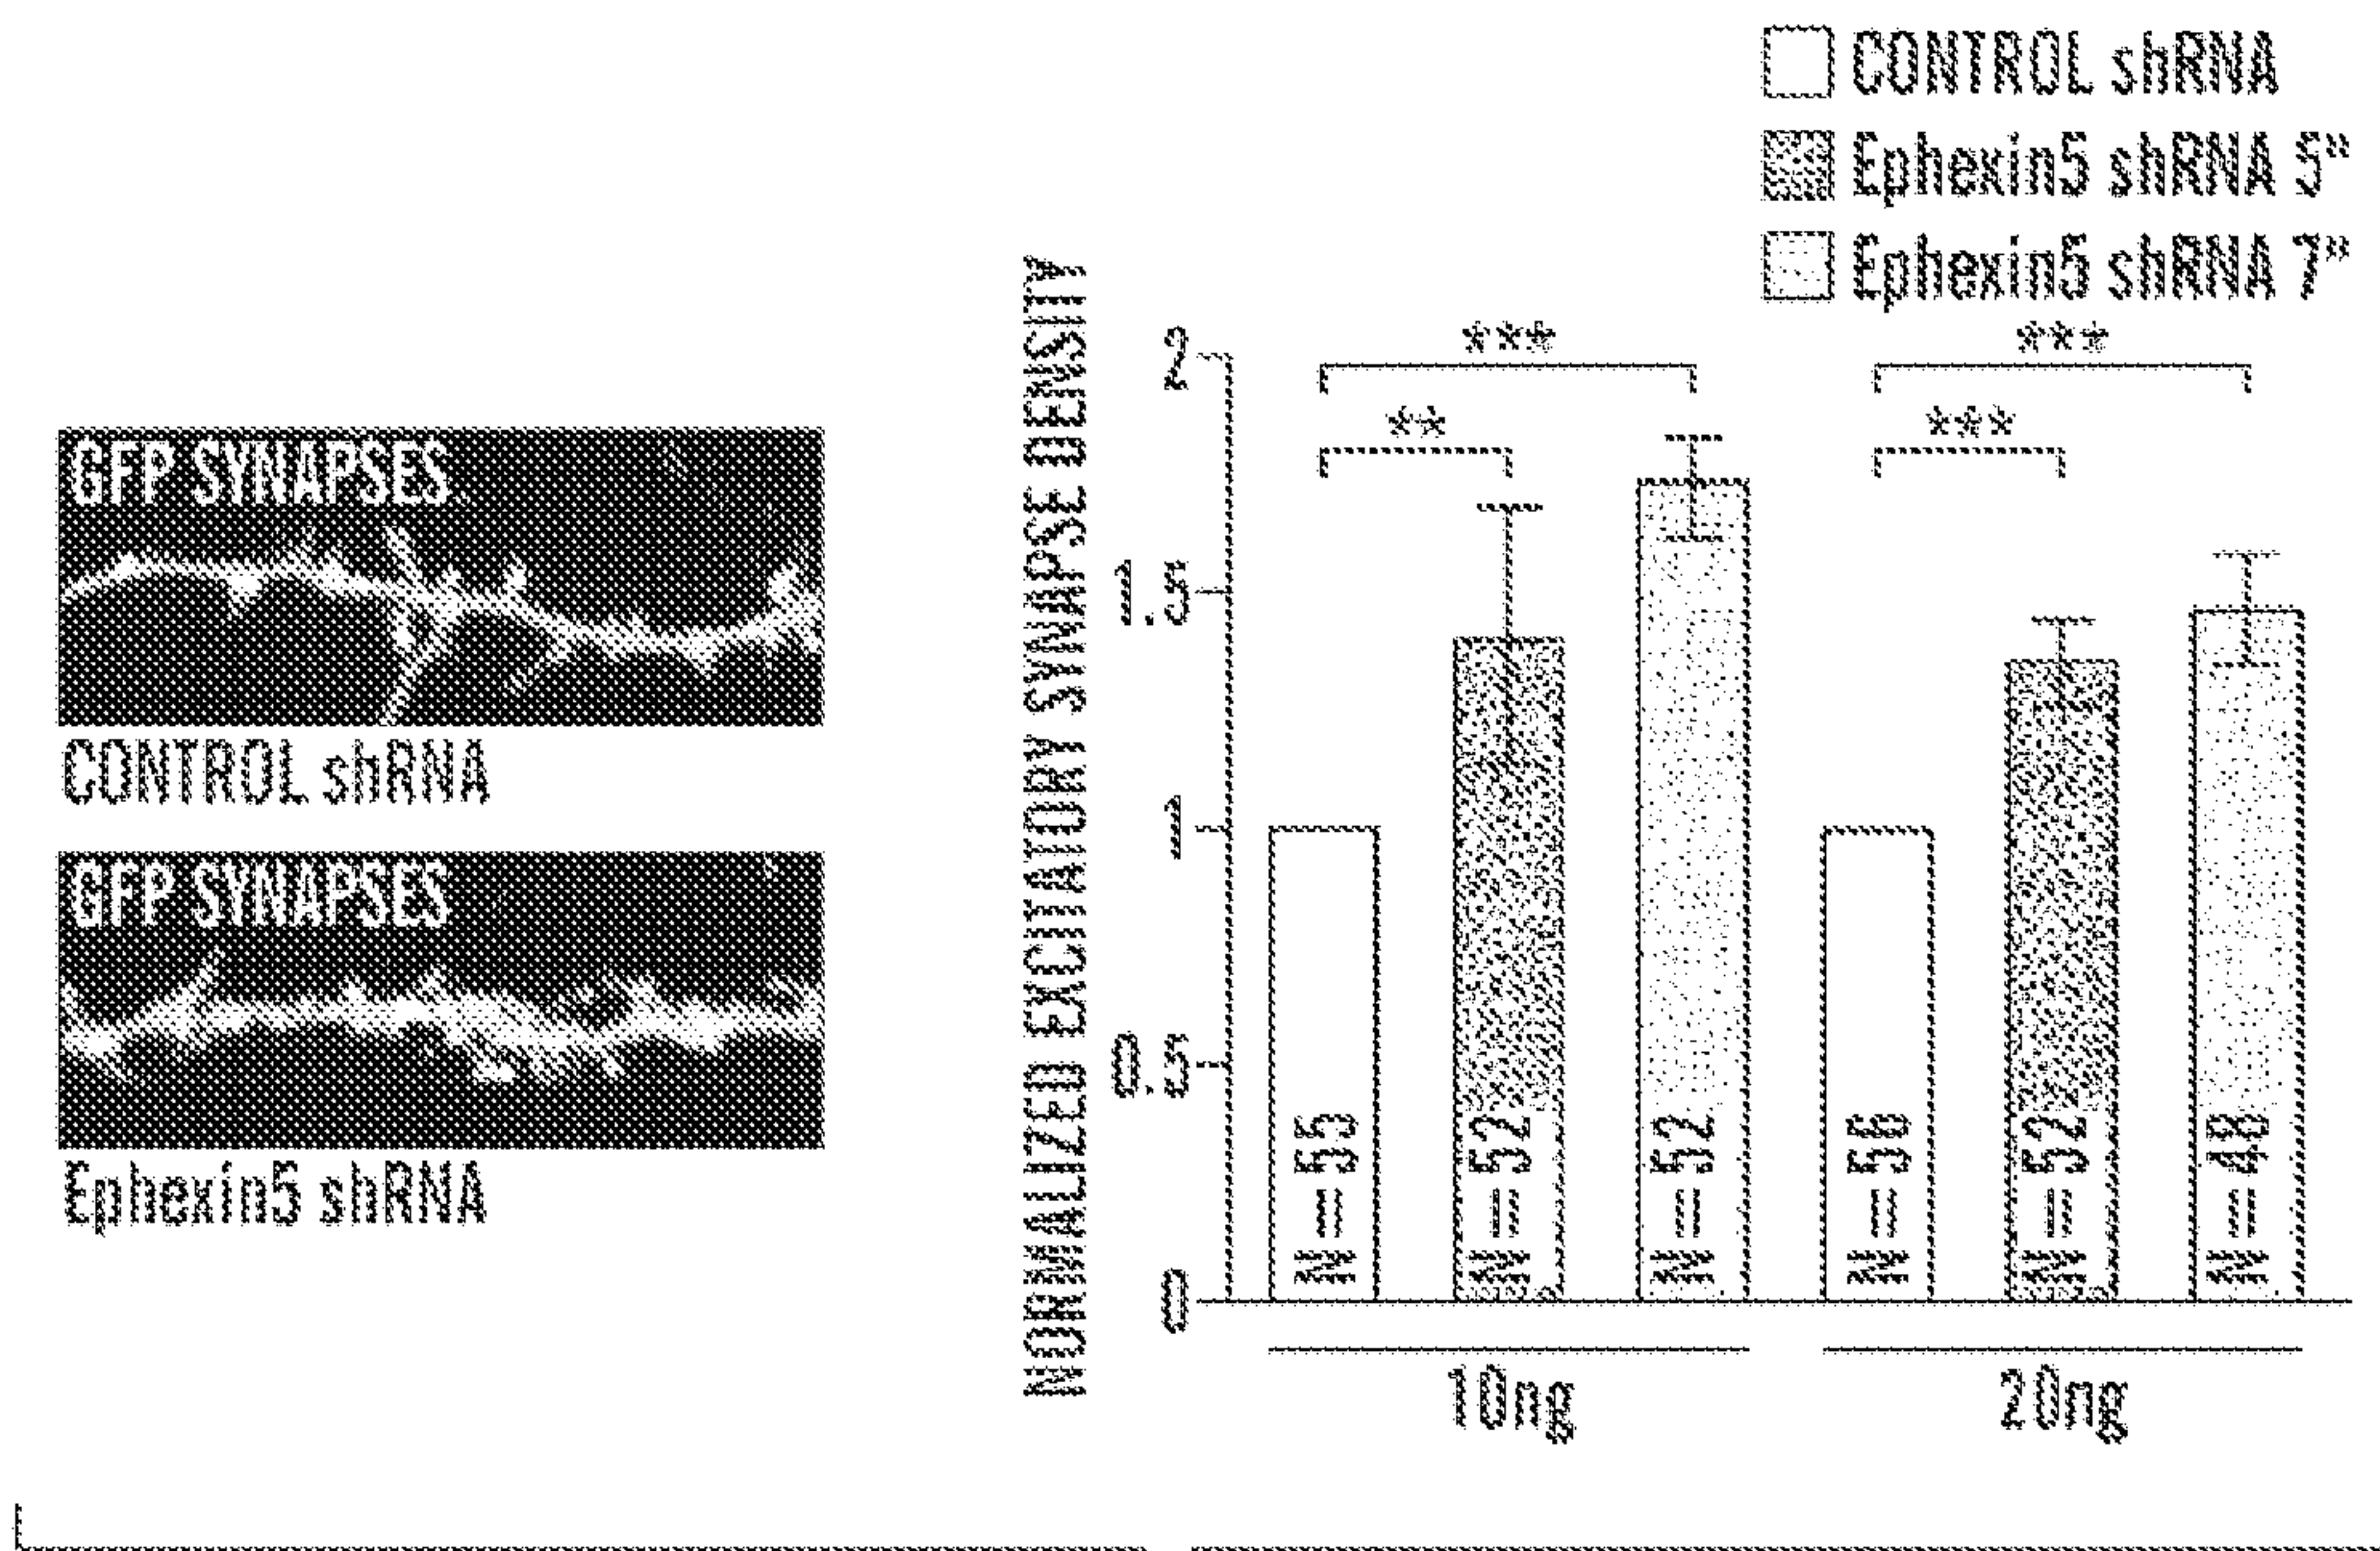 GFP SYNAPSES
CONTROL shRNA
GFP SYNAPSES
Ephexin5 shRNA
CONTROL shRNA
Ephexin5 shRNA 5"
Ephexin5 shRNA 7"
NORMALIZED EXCITATORY SYNAPSE DENSITY
2
1.5
1
0.5
0
***
**
***
***
N=55
N=52
N=52
N=56
N=52
N=48
10ng
20ng